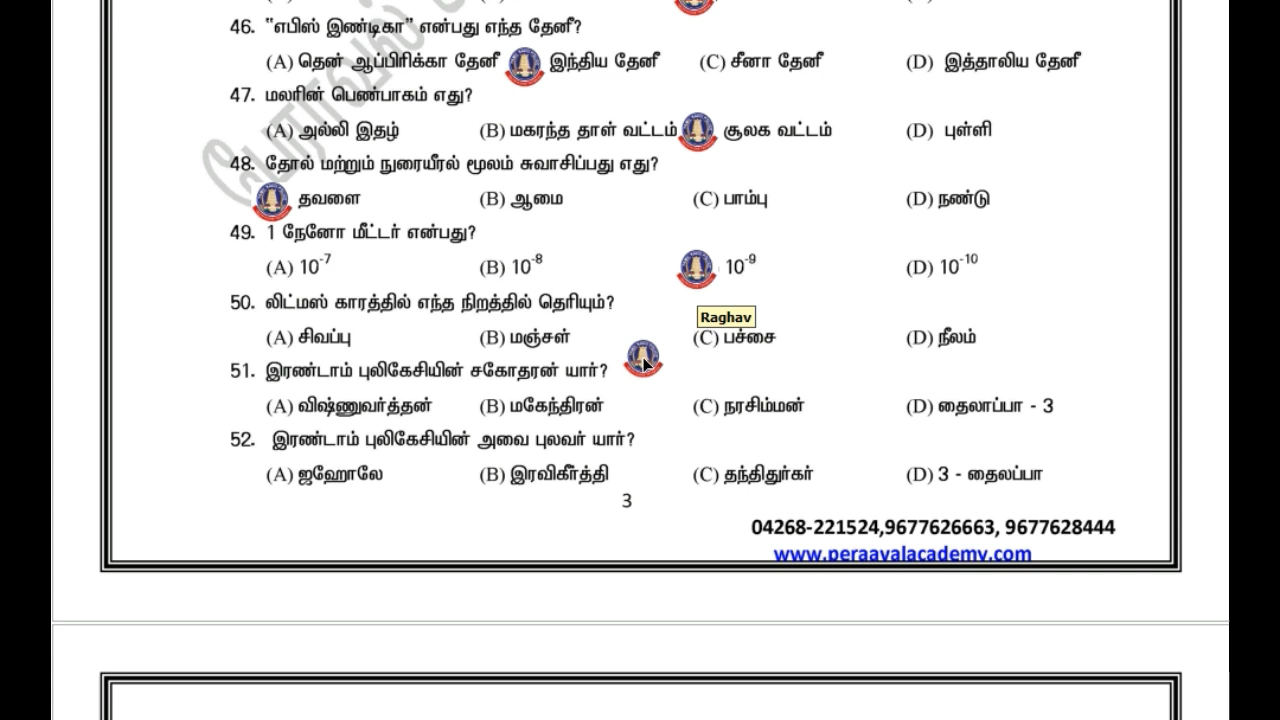 46. "எபிஸ் இண்டிகா" என்பது எந்த தேனீ?
(A) தென் ஆப்பிரிக்கா தேனீ இந்திய தேனீ (C) சீனா தேனீ (D) இத்தாலிய தேனீ
47. மலரின் பெண்பாகம் எது?
(A) அல்லி இதழ் (B) மகரந்த தாள் வட்டம் சூலக வட்டம் (D) புள்ளி
48. தோல் மற்றும் நுரையீரல் மூலம் சுவாசிப்பது எது?
தவளை (B) ஆமை (C) பாம்பு (D) நண்டு
49. 1 நேனோ மீட்டர் என்பது?
(A) 10⁻⁷ (B) 10⁻⁸ 10⁻⁹ (D) 10⁻¹⁰
50. லிட்மஸ் காரத்தில் எந்த நிறத்தில் தெரியும்?
Raghav
(A) சிவப்பு (B) மஞ்சள் (C) பச்சை (D) நீலம்
51. இரண்டாம் புலிகேசியின் சகோதரன் யார்?
(A) விஷ்ணுவர்த்தன் (B) மகேந்திரன் (C) நரசிம்மன் (D) தைலாப்பா - 3
52. இரண்டாம் புலிகேசியின் அவை புலவர் யார்?
(A) ஐஹோலே (B) இரவிகீர்த்தி (C) தந்திதுர்கர் (D) 3 - தைலப்பா
3
04268-221524,9677626663, 9677628444
www.peraavalacademy.com